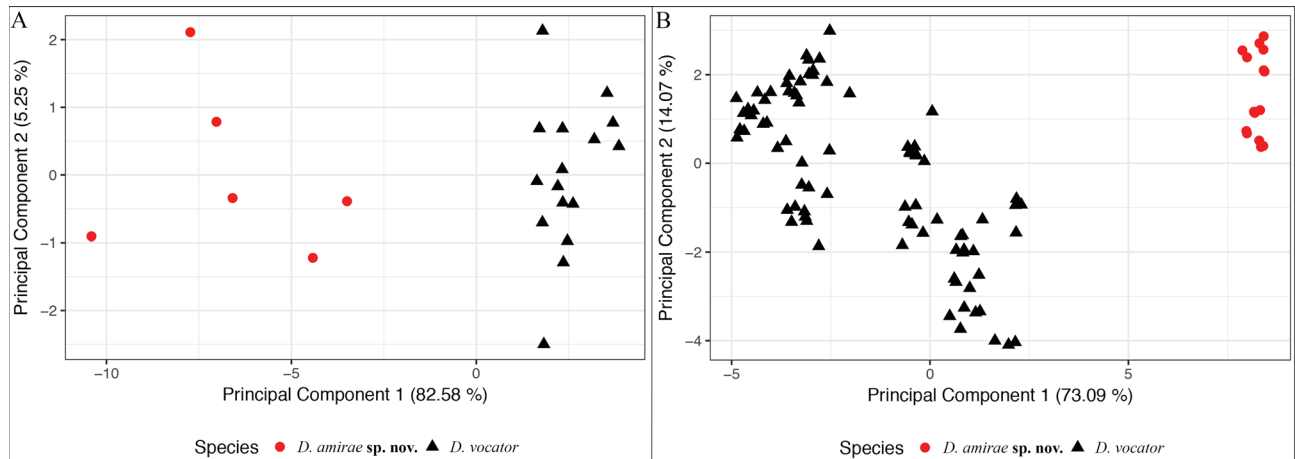 A
Principal Component 2 (5.25 %)
2
1
0
−1
−2
−10
−5
0
Principal Component 1 (82.58 %)
Species D. amirae sp. nov. D. vocator
B
Principal Component 2 (14.07 %)
2
0
−2
−4
−5
0
5
Principal Component 1 (73.09 %)
Species D. amirae sp. nov. D. vocator